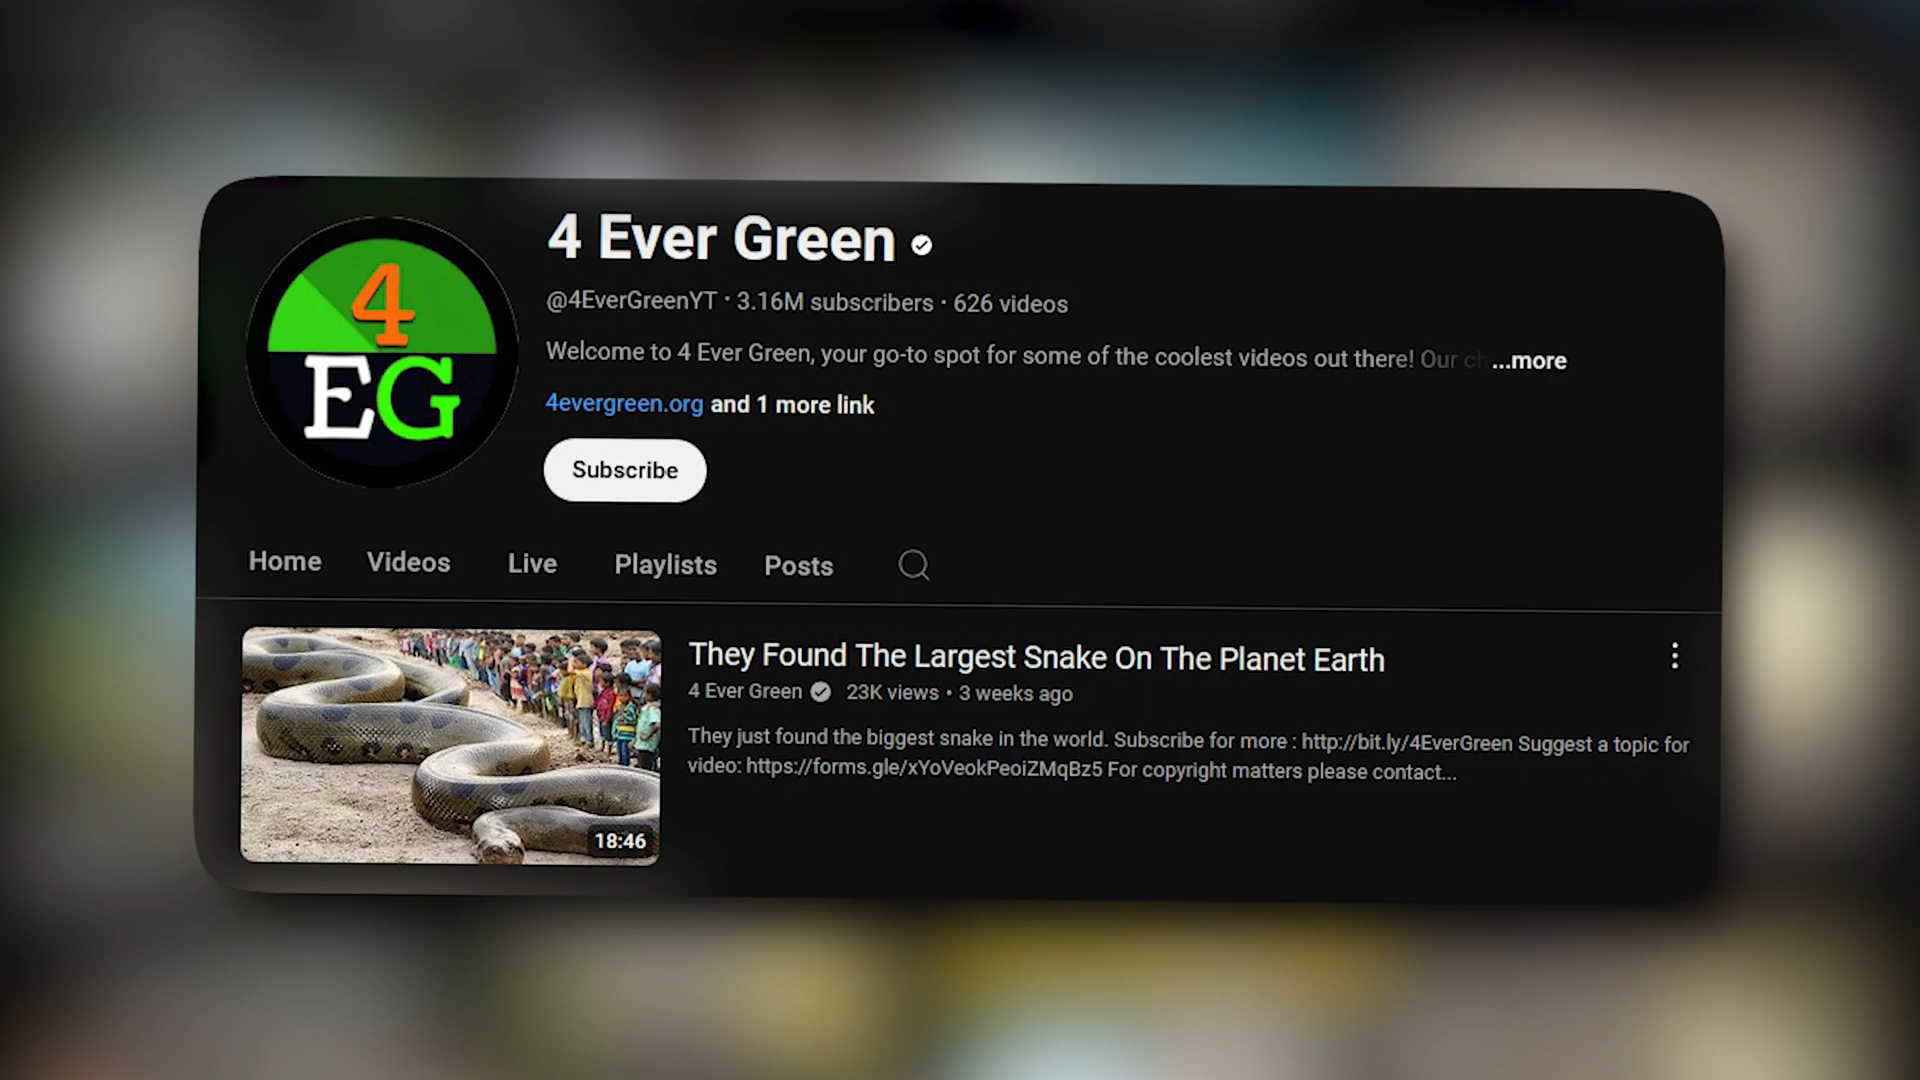 4
EG
4 Ever Green
@4EverGreenYT • 3.16M subscribers • 626 videos
Welcome to 4 Ever Green, your go-to spot for some of the coolest videos out there! Our ...more
4evergreen.org and 1 more link
Subscribe
Home Videos Live Playlists Posts
They Found The Largest Snake On The Planet Earth
4 Ever Green 23K views • 3 weeks ago
They just found the biggest snake in the world. Subscribe for more : http://bit.ly/4EverGreen Suggest a topic for
video: https://forms.gle/xYoVeokPeoiZMqBz5 For copyright matters please contact...
18:46